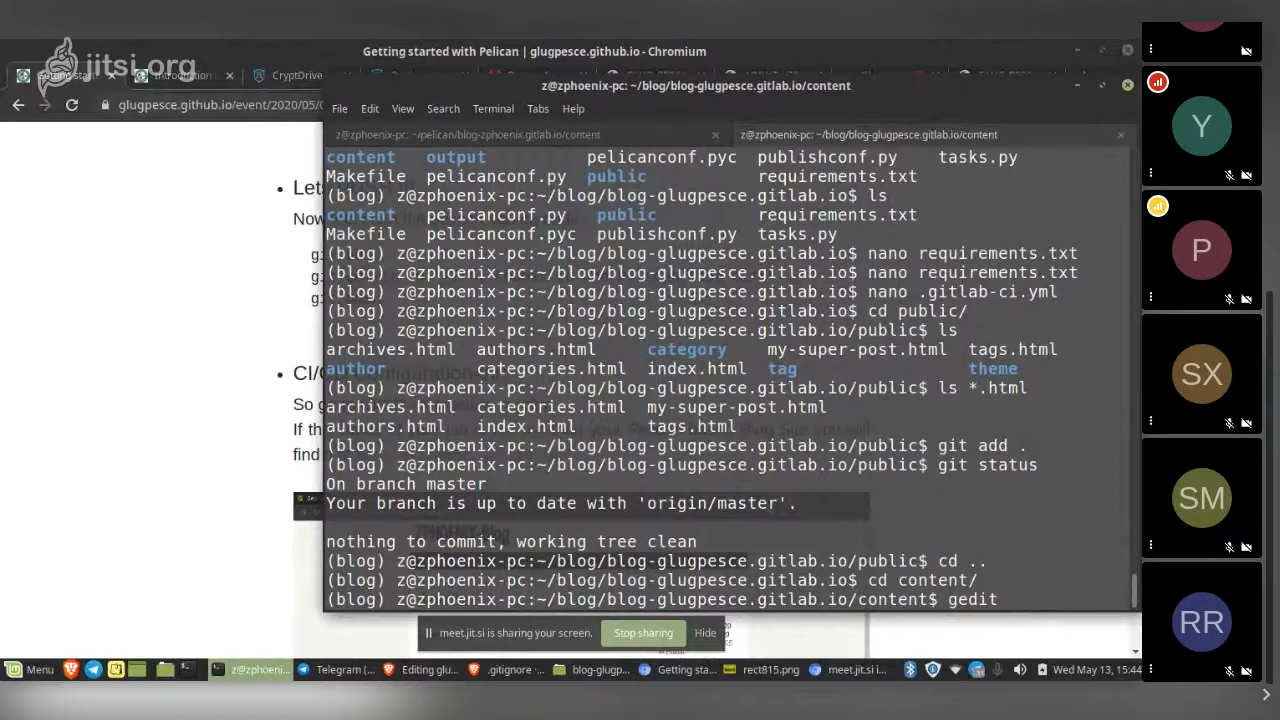 jitsi.org
Getting started with Pelican | glugpesce.github.io - Chromium
Introduction
CryptDrive
glugpesce.github.io/event/2020/05/0
z@zphoenix-pc: ~/blog/blog-glugpesce.gitlab.io/content
File Edit View Search Terminal Tabs Help
z@zphoenix-pc: ~/pelican/blog-zphoenix.gitlab.io/content
z@zphoenix-pc: ~/blog/blog-glugpesce.gitlab.io/content
content output pelicanconf.pyc publishconf.py tasks.py
Makefile pelicanconf.py public requirements.txt
(blog) z@zphoenix-pc:~/blog/blog-glugpesce.gitlab.io$ ls
content pelicanconf.py public requirements.txt
Makefile pelicanconf.pyc publishconf.py tasks.py
(blog) z@zphoenix-pc:~/blog/blog-glugpesce.gitlab.io$ nano requirements.txt
(blog) z@zphoenix-pc:~/blog/blog-glugpesce.gitlab.io$ nano requirements.txt
(blog) z@zphoenix-pc:~/blog/blog-glugpesce.gitlab.io$ nano .gitlab-ci.yml
(blog) z@zphoenix-pc:~/blog/blog-glugpesce.gitlab.io$ cd public/
(blog) z@zphoenix-pc:~/blog/blog-glugpesce.gitlab.io/public$ ls
archives.html authors.html category my-super-post.html tags.html
author categories.html index.html tag theme
(blog) z@zphoenix-pc:~/blog/blog-glugpesce.gitlab.io/public$ ls *.html
archives.html categories.html my-super-post.html
authors.html index.html tags.html
(blog) z@zphoenix-pc:~/blog/blog-glugpesce.gitlab.io/public$ git add .
(blog) z@zphoenix-pc:~/blog/blog-glugpesce.gitlab.io/public$ git status
On branch master
Your branch is up to date with 'origin/master'.
nothing to commit, working tree clean
(blog) z@zphoenix-pc:~/blog/blog-glugpesce.gitlab.io/public$ cd ..
(blog) z@zphoenix-pc:~/blog/blog-glugpesce.gitlab.io$ cd content/
(blog) z@zphoenix-pc:~/blog/blog-glugpesce.gitlab.io/content$ gedit
Lets
Now
CI/
So
If th
find
meet.jit.si is sharing your screen. Stop sharing Hide
Menu
z@zphoeni...
Telegram (...
Editing glu...
.gitignore ·...
blog-glugp...
Getting sta...
rect815.png
meet.jit.si i...
Wed May 13, 15:44
Y
P
SX
SM
RR